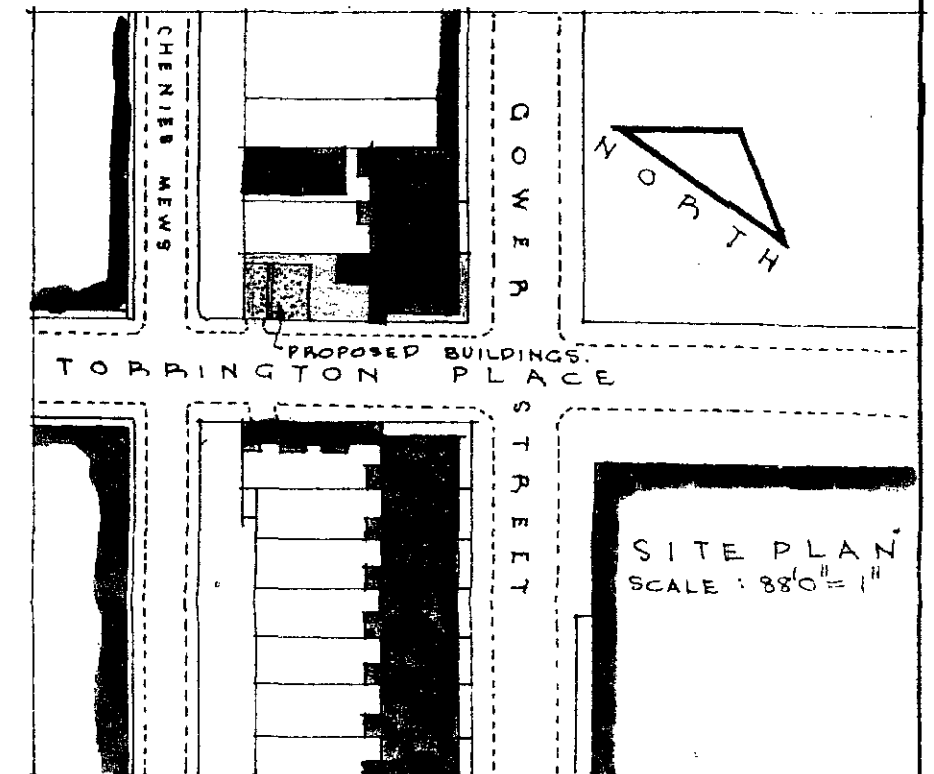 CHENIES MEWS
GOWER STREET
NORTH
PROPOSED BUILDINGS.
TORRINGTON PLACE
SITE PLAN
SCALE : 88'0" = 1"